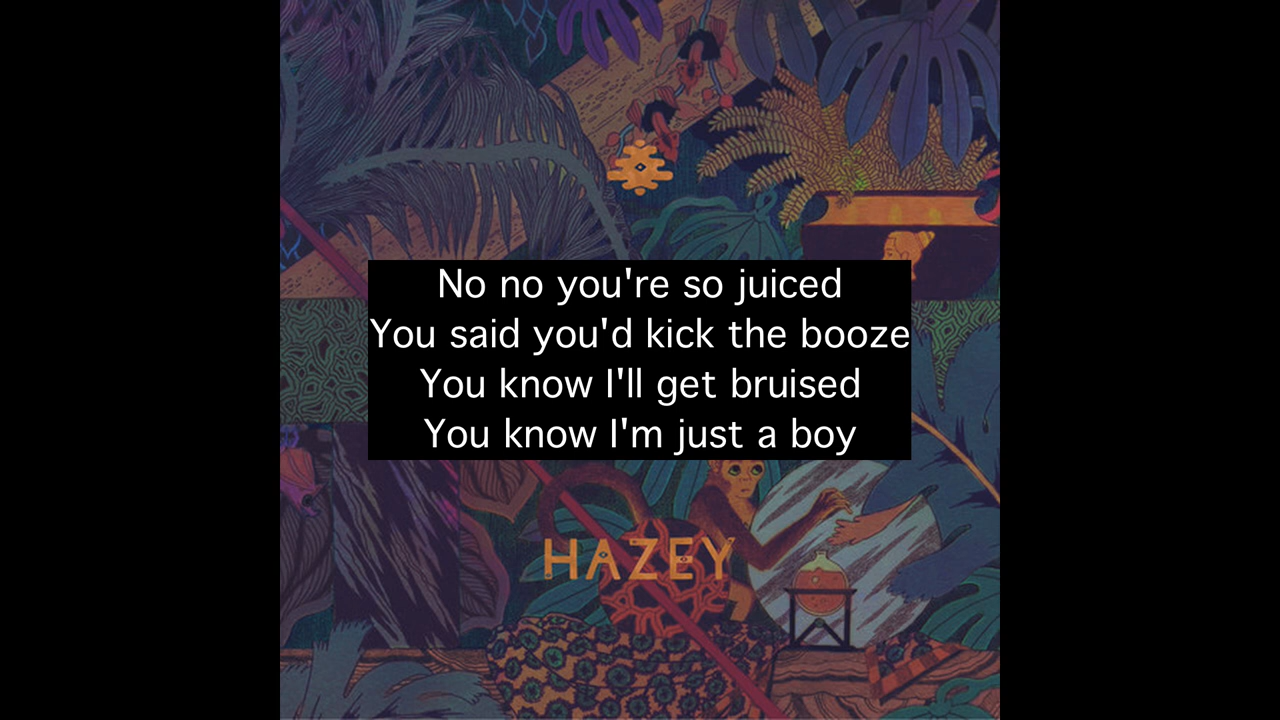 No no you're so juiced
You said you'd kick the booze
You know I'll get bruised
You know I'm just a boy
HAZEY